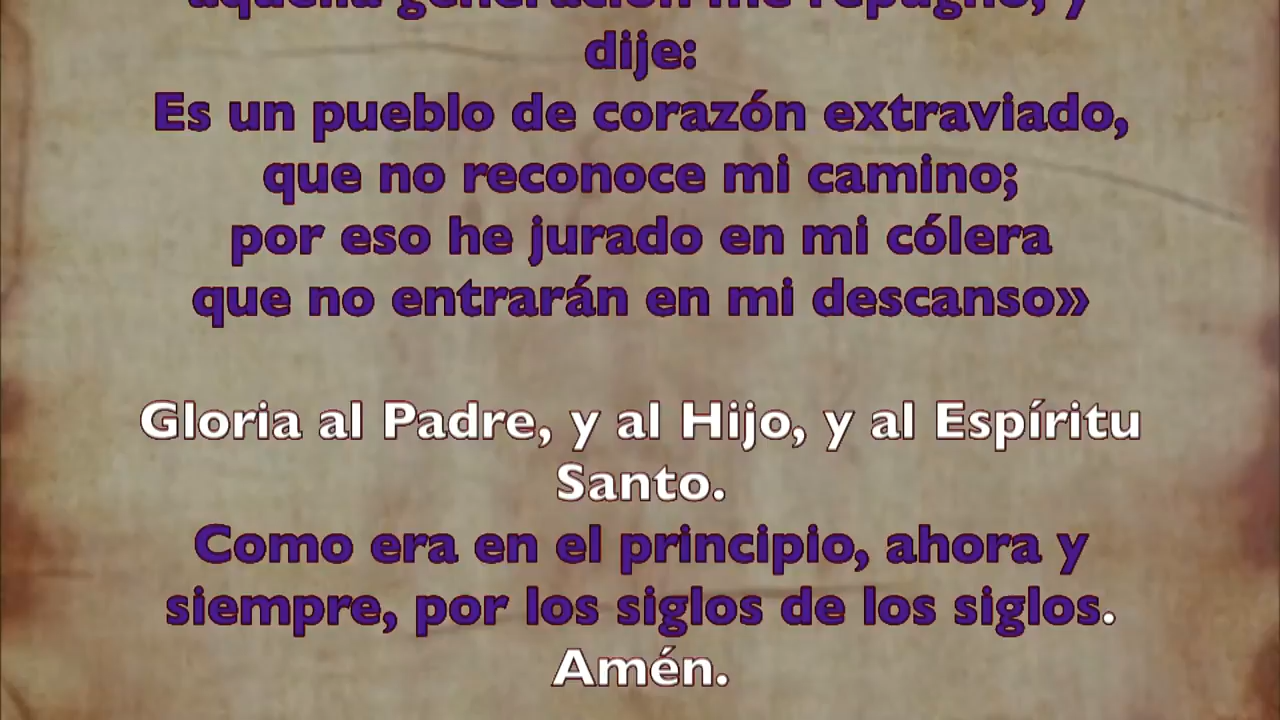 aquella generación me repugnó, y
dije:
Es un pueblo de corazón extraviado,
que no reconoce mi camino;
por eso he jurado en mi cólera
que no entrarán en mi descanso»
Gloria al Padre, y al Hijo, y al Espíritu
Santo.
Como era en el principio, ahora y
siempre, por los siglos de los siglos.
Amén.